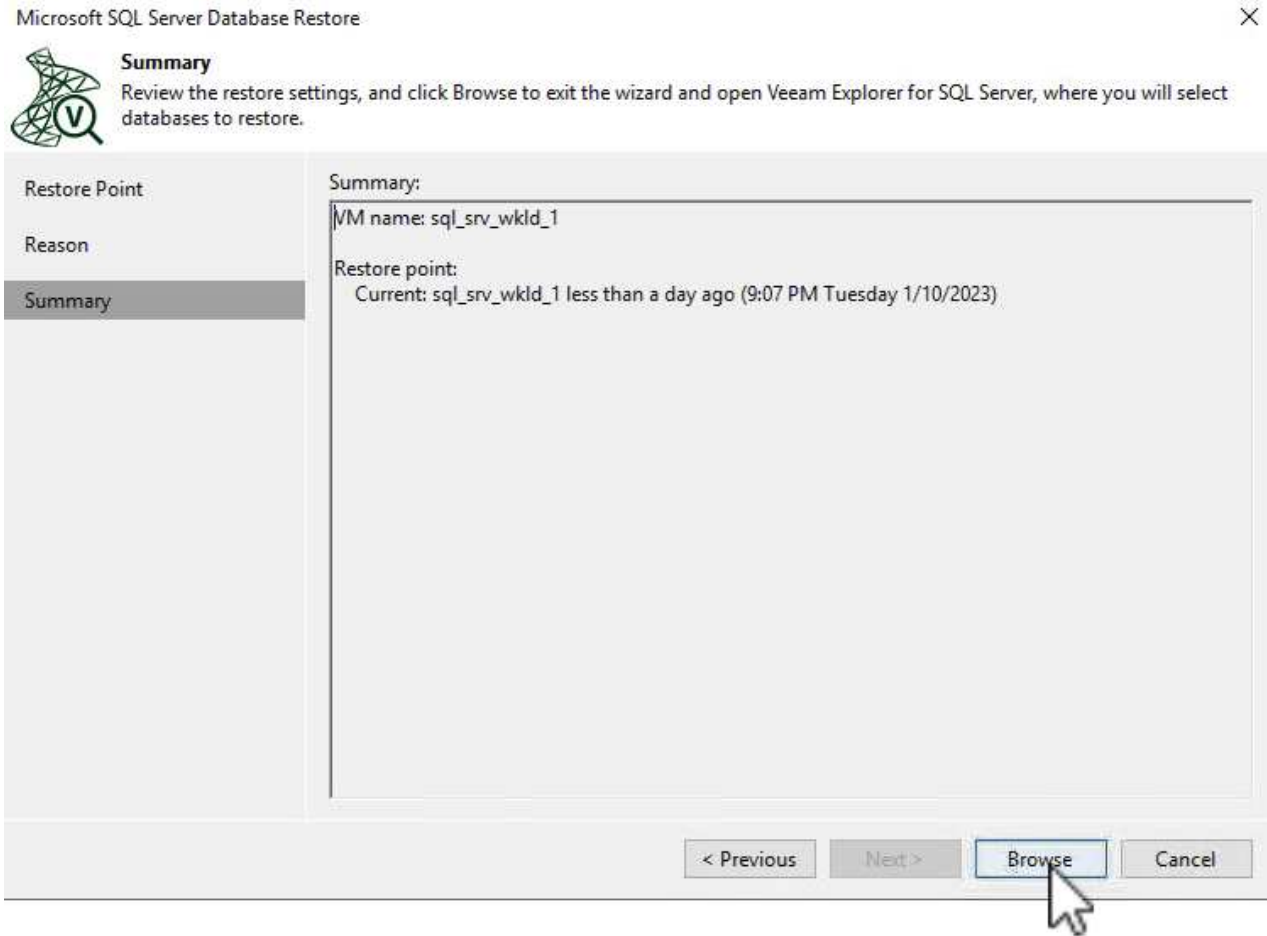 Microsoft SQL Server Database Restore
Summary
Review the restore settings, and click Browse to exit the wizard and open Veeam Explorer for SQL Server, where you will select
databases to restore.
V
Restore Point
Reason
Summary
Summary:
VM name: sql_srv_wkld_1
Restore point:
Current: sql_srv_wkld_1 less than a day ago (9:07 PM Tuesday 1/10/2023)
< Previous
Next >
Browse
Cancel